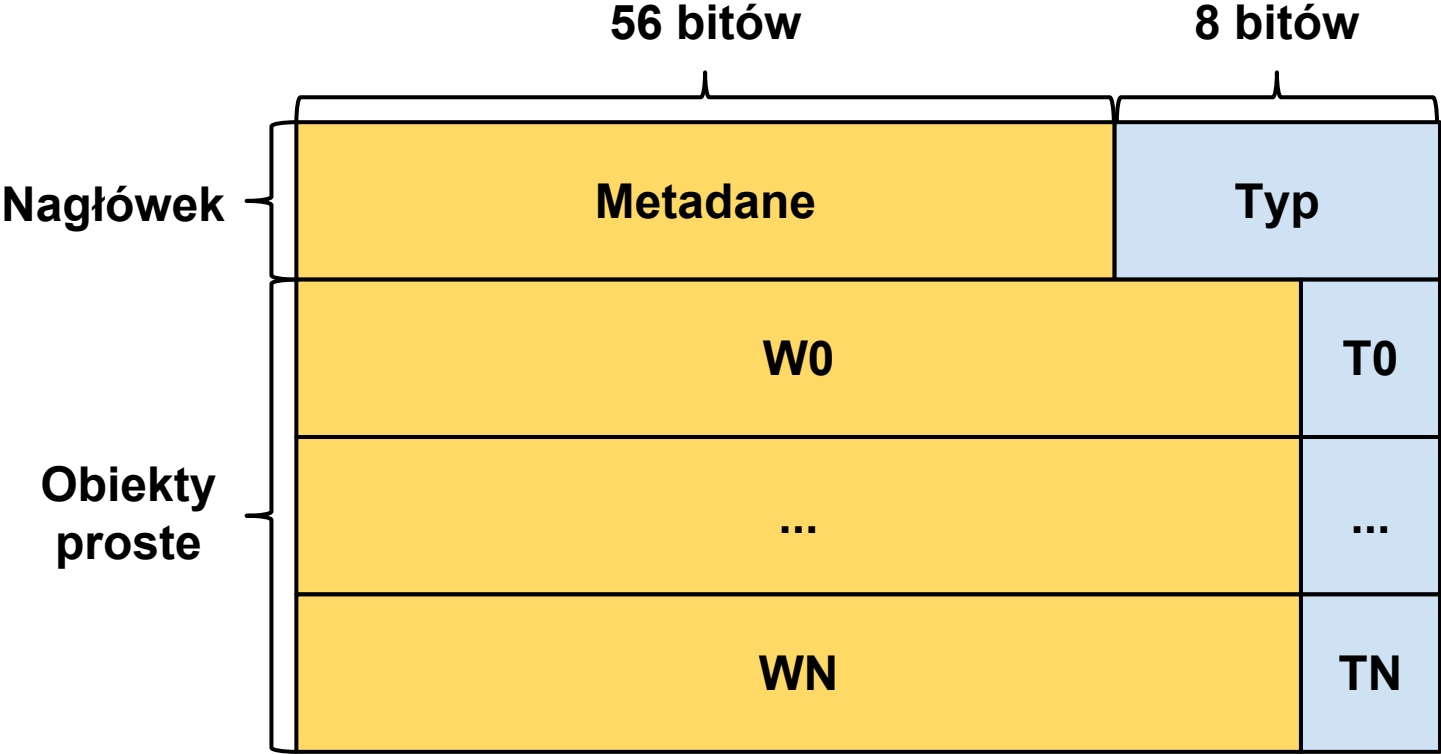 56 bitów 8 bitów
Nagłówek Metadane Typ
W0 T0
Obiekty
proste
... ...
WN TN